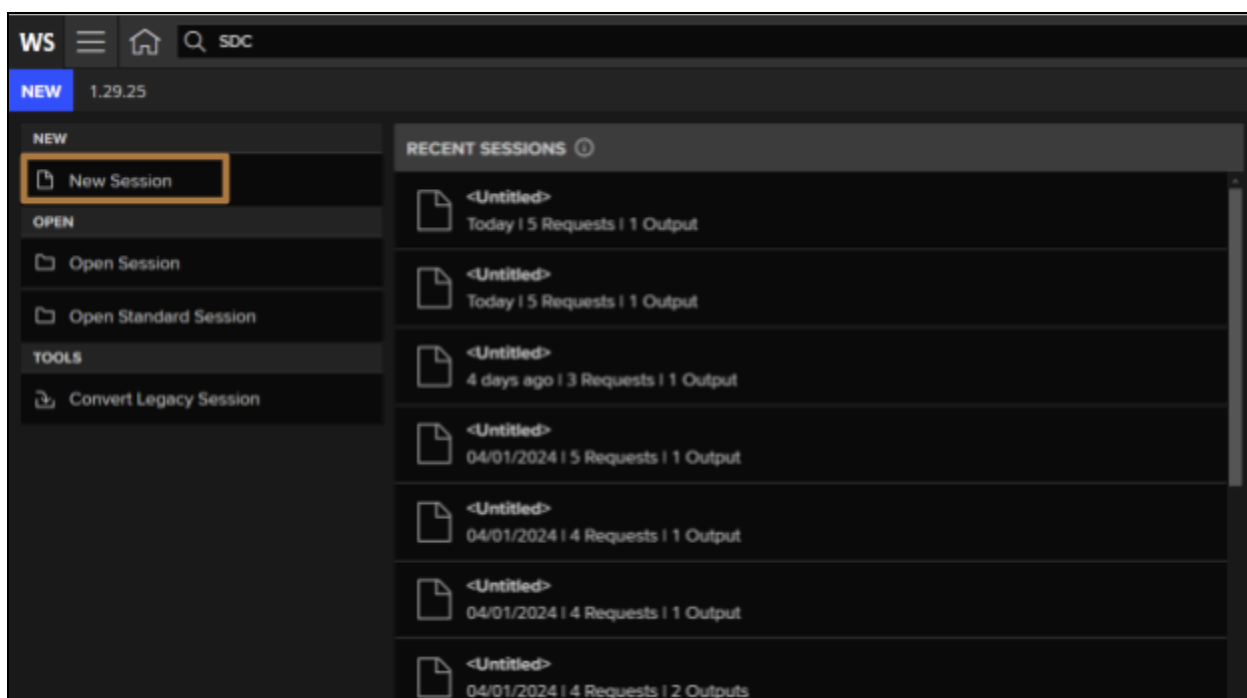 WS SDC
NEW 1.29.25
NEW
New Session
OPEN
Open Session
Open Standard Session
TOOLS
Convert Legacy Session
RECENT SESSIONS
<Untitled>
Today | 5 Requests | 1 Output
<Untitled>
Today | 5 Requests | 1 Output
<Untitled>
4 days ago | 3 Requests | 1 Output
<Untitled>
04/01/2024 | 5 Requests | 1 Output
<Untitled>
04/01/2024 | 4 Requests | 1 Output
<Untitled>
04/01/2024 | 4 Requests | 1 Output
<Untitled>
04/01/2024 | 4 Requests | 2 Outputs